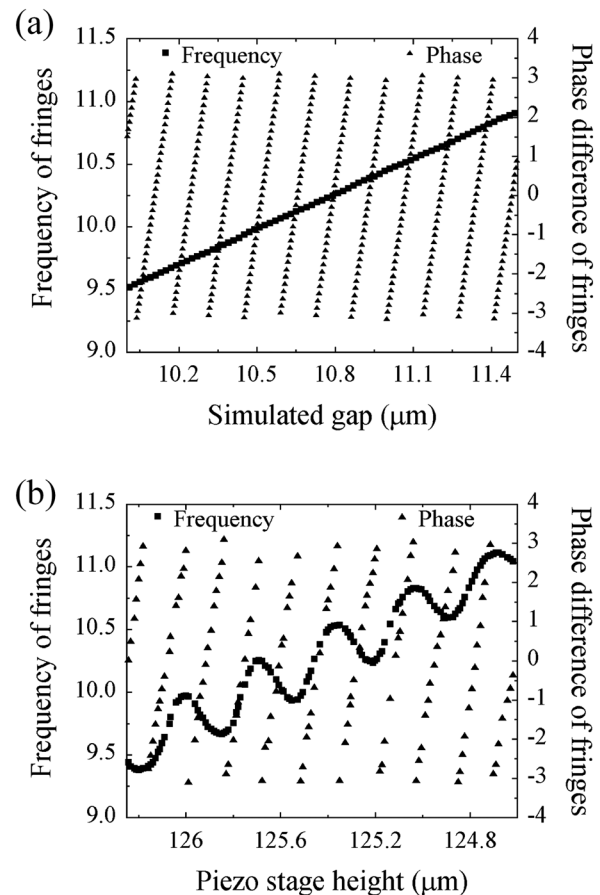 (a)
Frequency Phase
11.5
11.0
10.5
10.0
9.5
9.0
4
3
2
1
0
-1
-2
-3
-4
Frequency of fringes
Phase difference of fringes
10.2 10.5 10.8 11.1 11.4
Simulated gap (μm)
(b)
Frequency Phase
11.5
11.0
10.5
10.0
9.5
9.0
4
3
2
1
0
-1
-2
-3
-4
Frequency of fringes
Phase difference of fringes
126 125.6 125.2 124.8
Piezo stage height (μm)